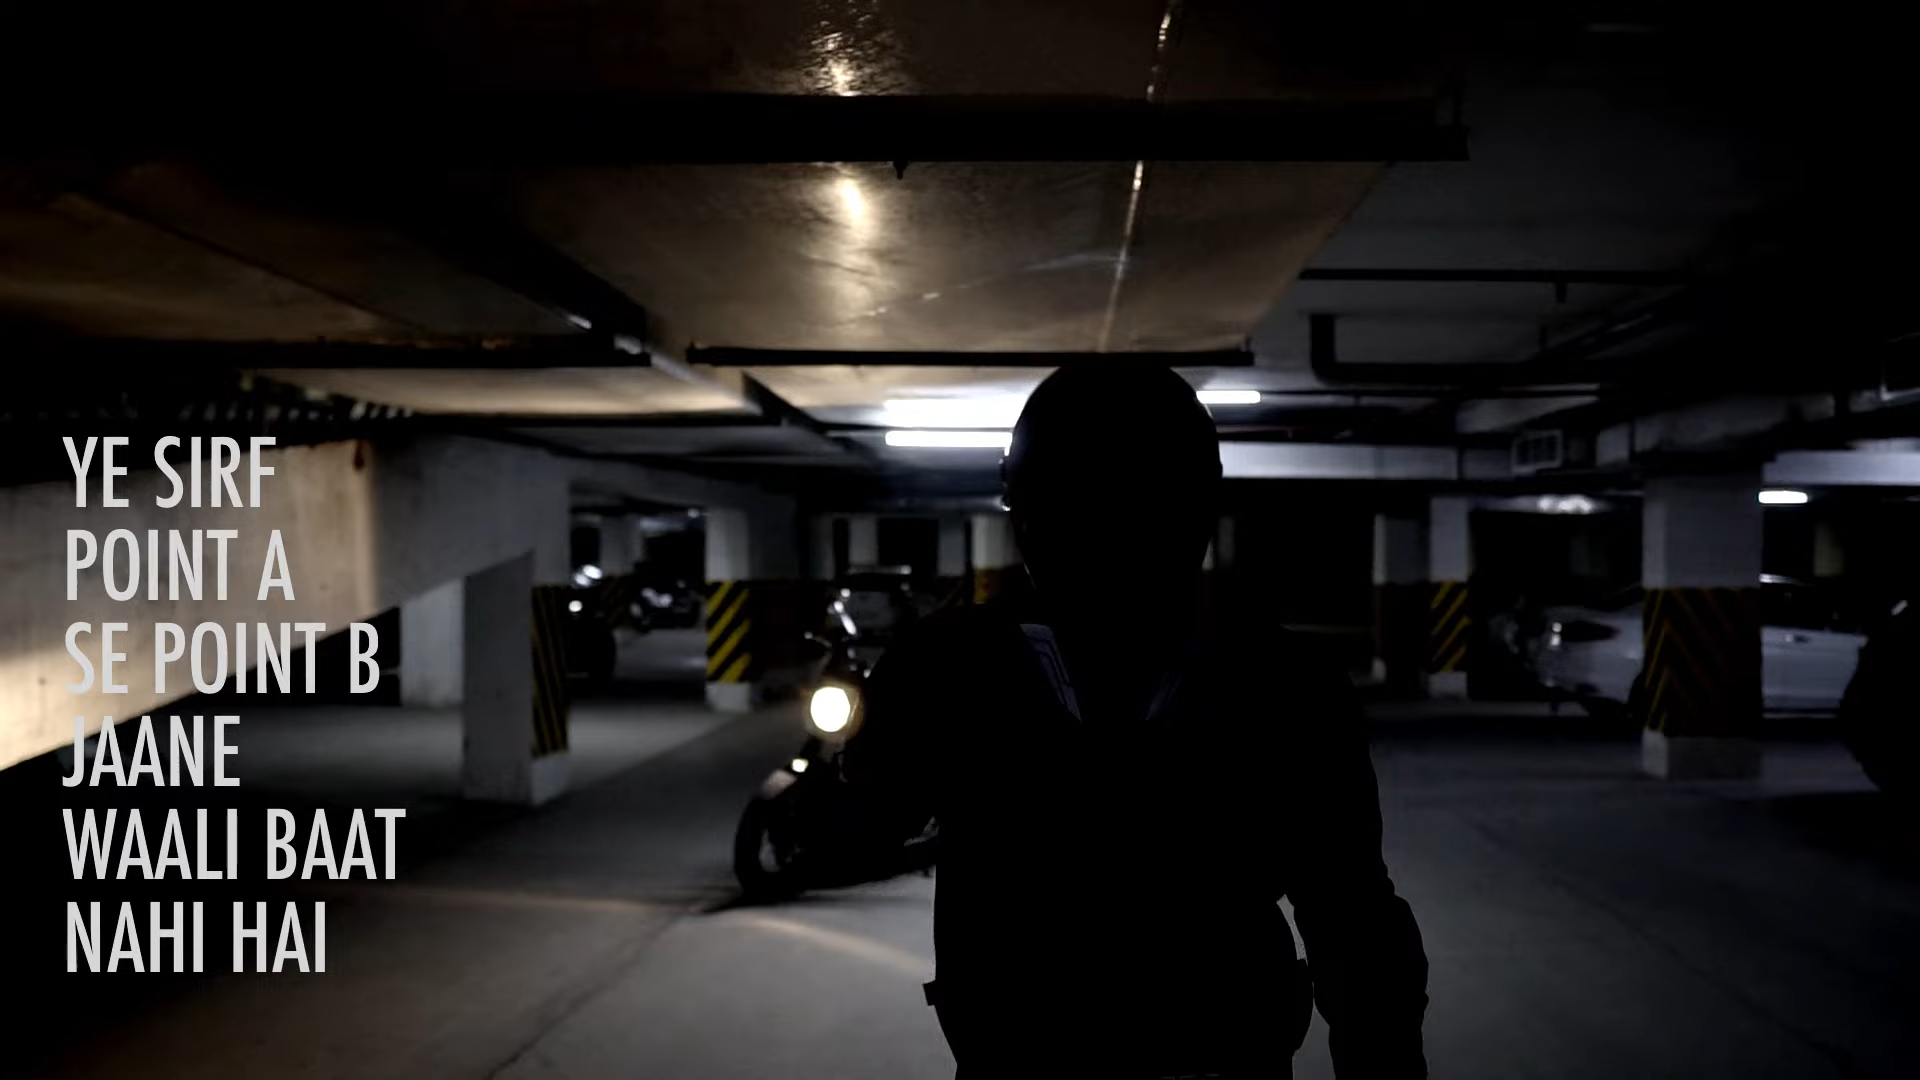 YE SIRF
POINT A
SE POINT B
JAANE
WAALI BAAT
NAHI HAI